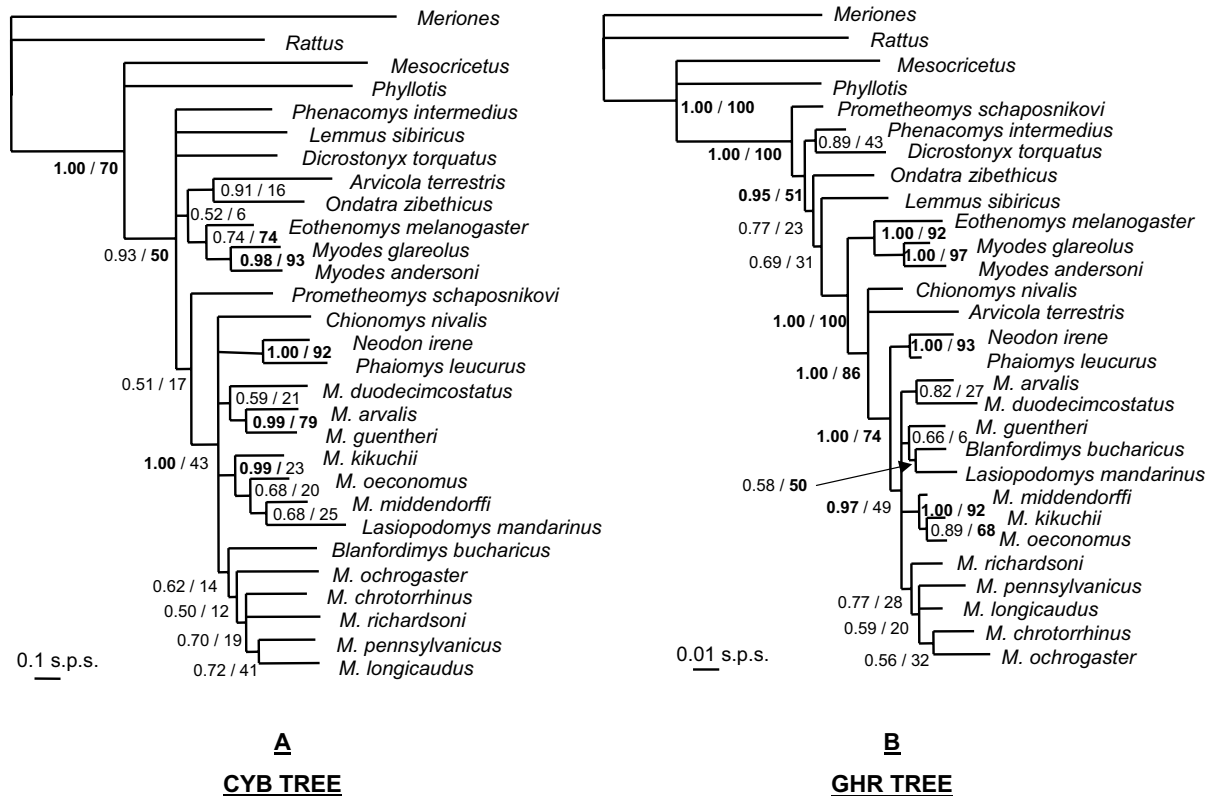 Meriones
Rattus
Mesocricetus
Phyllotis
Phenacomys intermedius
Lemmus sibiricus
1.00 / 70
Dicrostonyx torquatus
Arvicola terrestris
0.91 / 16
Ondatra zibethicus
0.52 / 6
Eothenomys melanogaster
0.74 / 74
Myodes glareolus
0.93 / 50
0.98 / 93
Myodes andersoni
Prometheomys schaposnikovi
Chionomys nivalis
Neodon irene
1.00 / 92
Phaiomys leucurus
0.51 / 17
M. duodecimcostatus
0.59 / 21
M. arvalis
0.99 / 79
M. guentheri
1.00 / 43
M. kikuchii
0.99 / 23
M. oeconomus
0.68 / 20
M. middendorffi
0.68 / 25
Lasiopodomys mandarinus
Blanfordimys bucharicus
0.62 / 14
M. ochrogaster
0.50 / 12
M. chrotorrhinus
M. richardsoni
0.70 / 19
M. pennsylvanicus
0.72 / 41
M. longicaudus
0.1 s.p.s.
A
CYB TREE
Meriones
Rattus
Mesocricetus
Phyllotis
1.00 / 100
Prometheomys schaposnikovi
Phenacomys intermedius
0.89 / 43
1.00 / 100
Dicrostonyx torquatus
Ondatra zibethicus
0.95 / 51
Lemmus sibiricus
0.77 / 23
Eothenomys melanogaster
1.00 / 92
Myodes glareolus
1.00 / 97
0.69 / 31
Myodes andersoni
Chionomys nivalis
Arvicola terrestris
1.00 / 100
Neodon irene
1.00 / 93
Phaiomys leucurus
1.00 / 86
M. arvalis
0.82 / 27
M. duodecimcostatus
M. guentheri
1.00 / 74
0.66 / 6
Blanfordimys bucharicus
Lasiopodomys mandarinus
0.58 / 50
M. middendorffi
0.97 / 49
1.00 / 92
M. kikuchii
0.89 / 68
M. oeconomus
M. richardsoni
0.77 / 28
M. pennsylvanicus
M. longicaudus
0.59 / 20
M. chrotorrhinus
0.56 / 32
M. ochrogaster
0.01 s.p.s.
B
GHR TREE